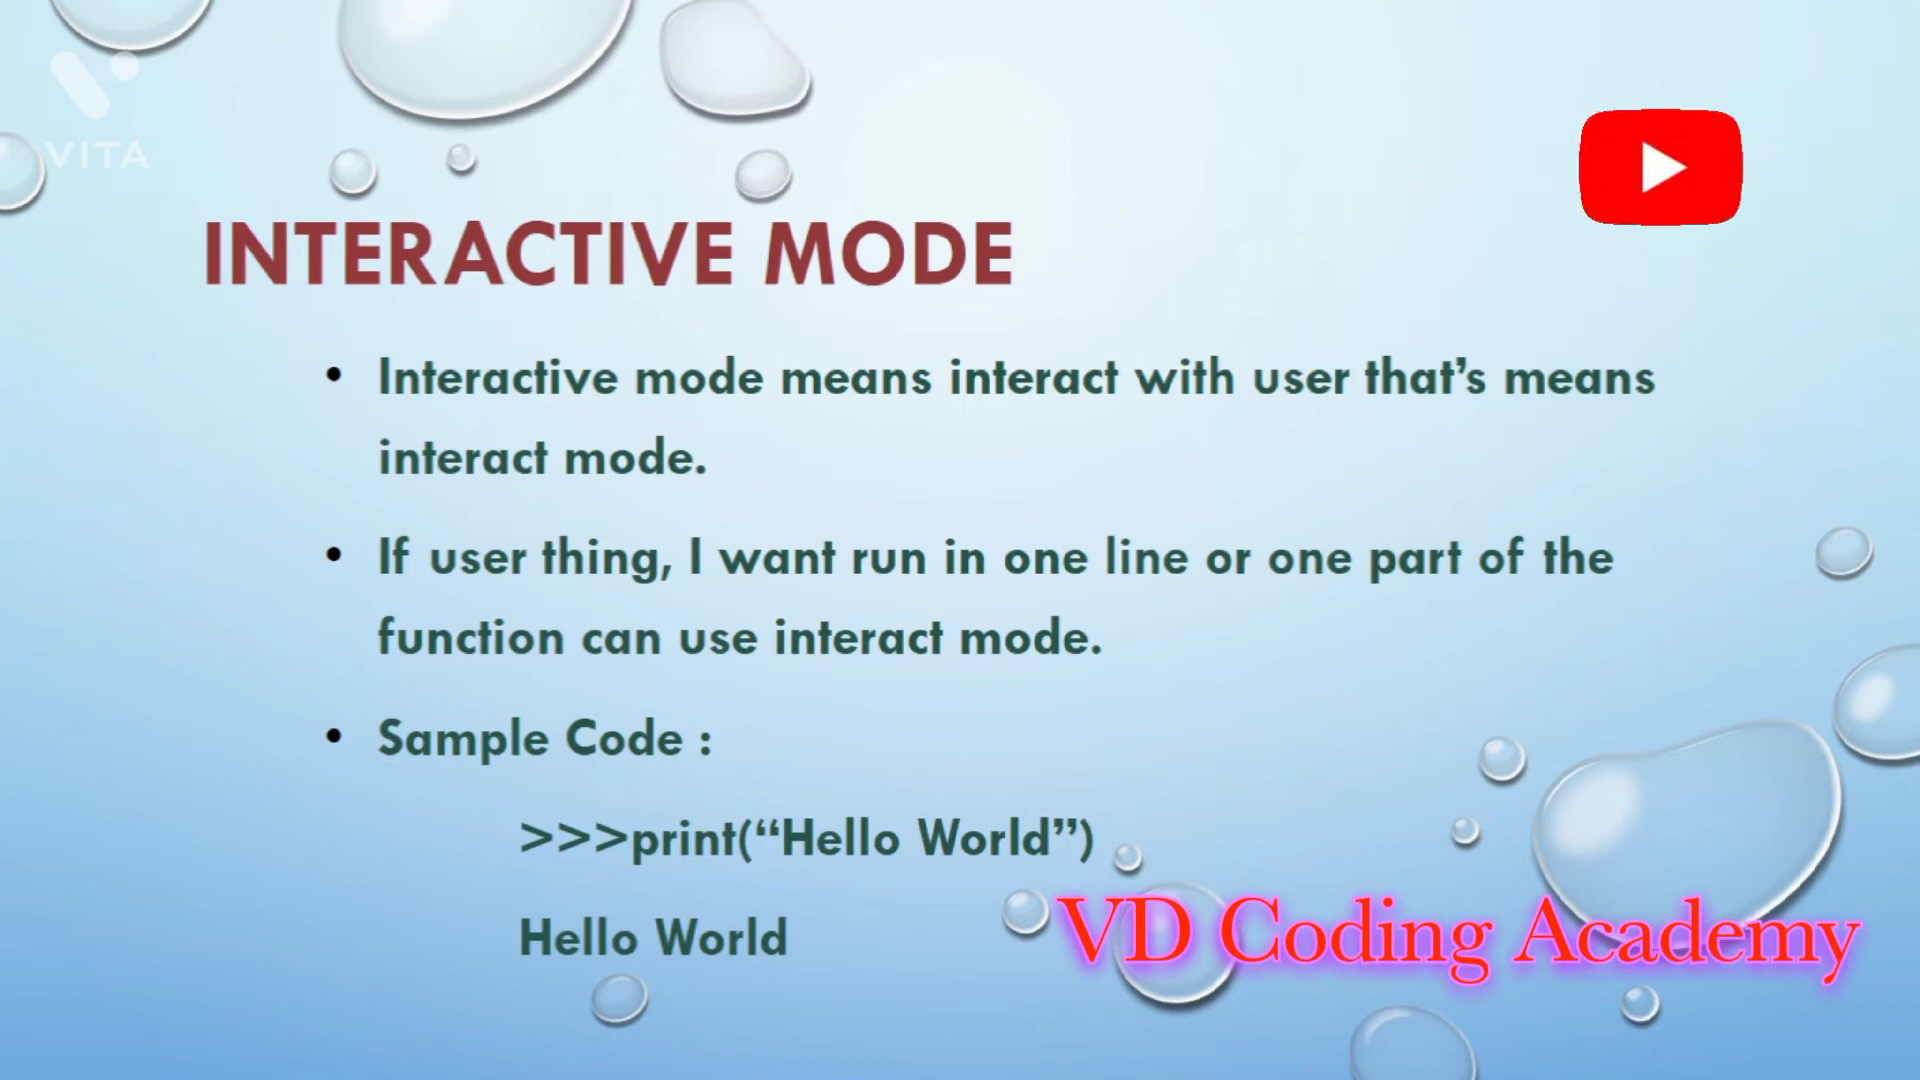 VITA
INTERACTIVE MODE
• Interactive mode means interact with user that’s means
interact mode.
• If user thing, I want run in one line or one part of the
function can use interact mode.
• Sample Code :
>>>print(“Hello World”)
Hello World
VD Coding Academy